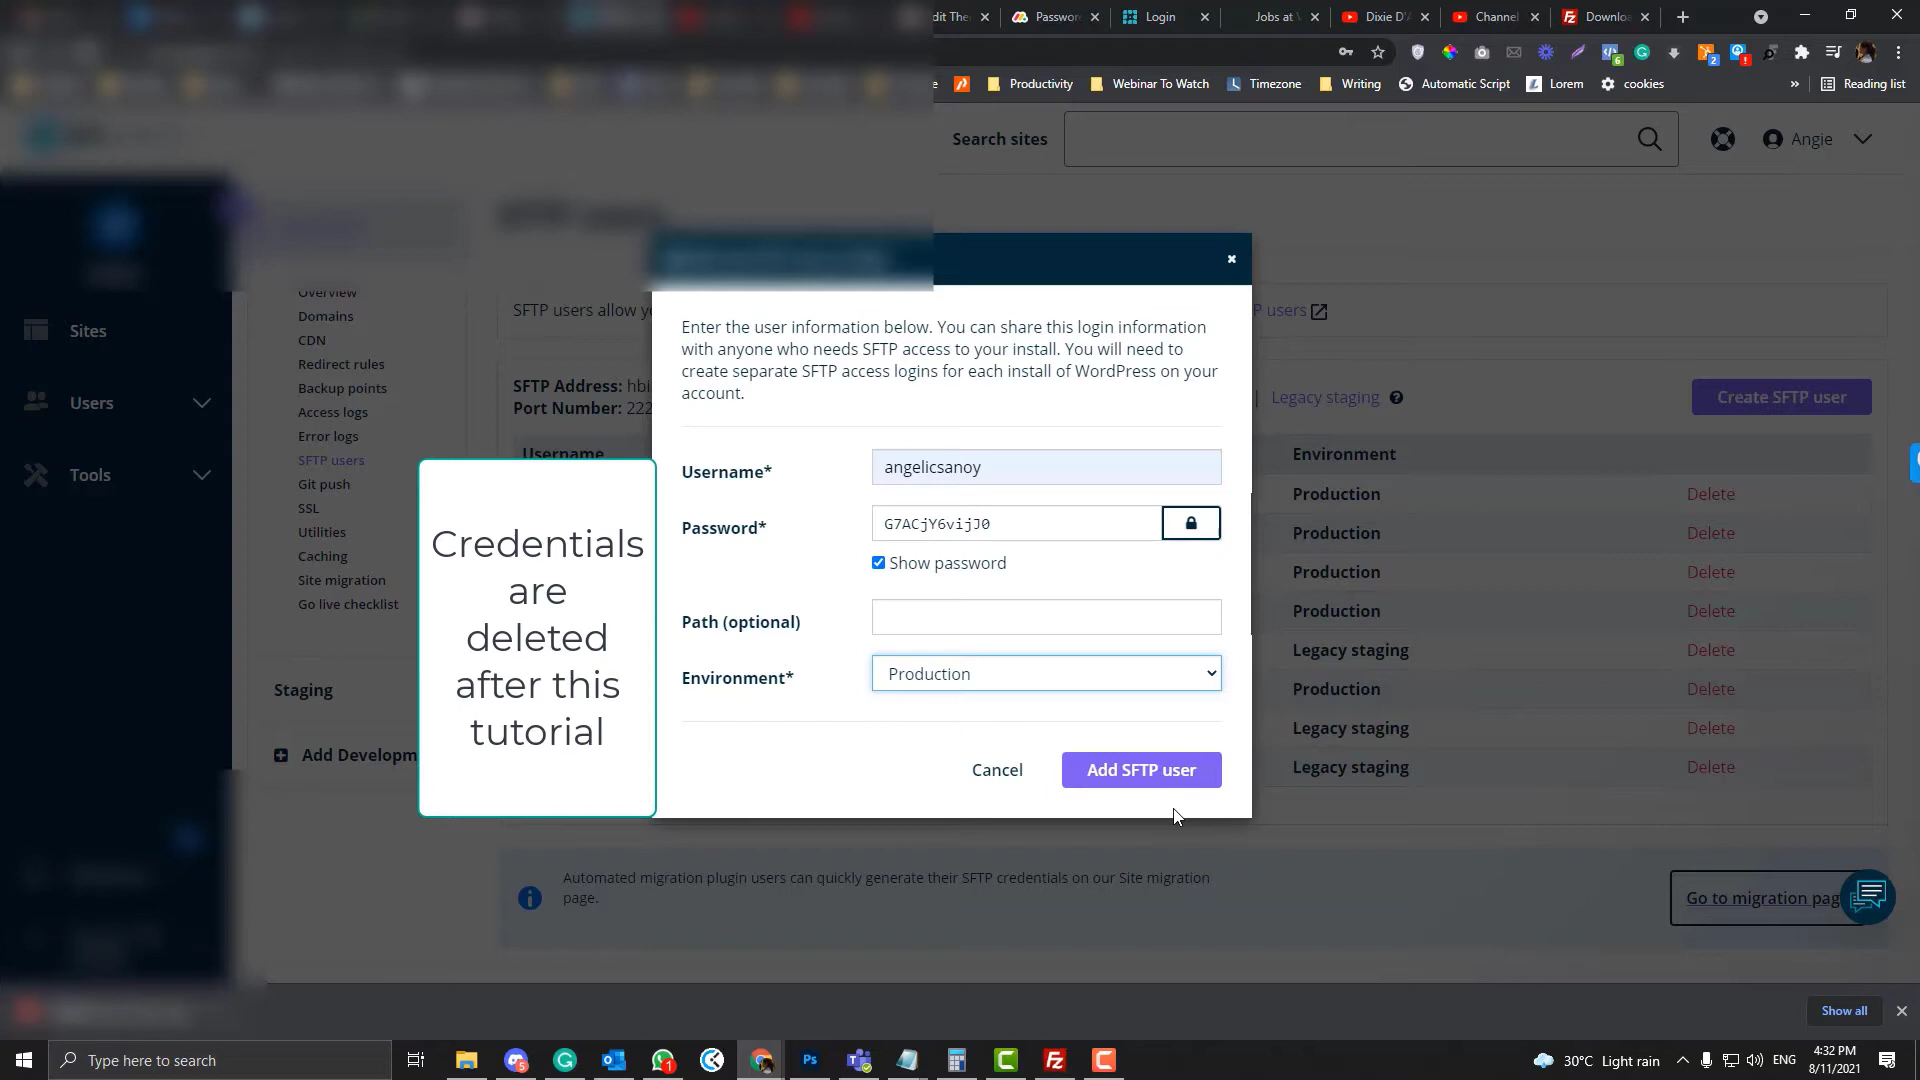 dit The
Passwor
Login
Jobs at
Dixie D'
Channel
Downlo
Productivity
Webinar To Watch
Timezone
Writing
Automatic Script
Lorem
cookies
»
Reading list
6
2
Search sites
Angie
Overview
Domains
CDN
Redirect rules
Backup points
Access logs
Error logs
SFTP users
Git push
SSL
Utilities
Caching
Site migration
Go live checklist
Staging
Add Developm
Sites
Users
Tools
SFTP users allow y
P users
SFTP Address: hbi
Port Number: 222
Legacy staging
Create SFTP user
Username
Environment
Production Delete
Production Delete
Production Delete
Production Delete
Legacy staging Delete
Production Delete
Legacy staging Delete
Legacy staging Delete
Enter the user information below. You can share this login information
with anyone who needs SFTP access to your install. You will need to
create separate SFTP access logins for each install of WordPress on your
account.
Username* angelicsanoy
Password* G7ACjY6vijJ0
Show password
Path (optional)
Environment* Production
Cancel
Add SFTP user
Credentials
are
deleted
after this
tutorial
Automated migration plugin users can quickly generate their SFTP credentials on our Site migration
page.
Go to migration pag
Show all
Type here to search
30°C Light rain
ENG
4:32 PM
8/11/2021